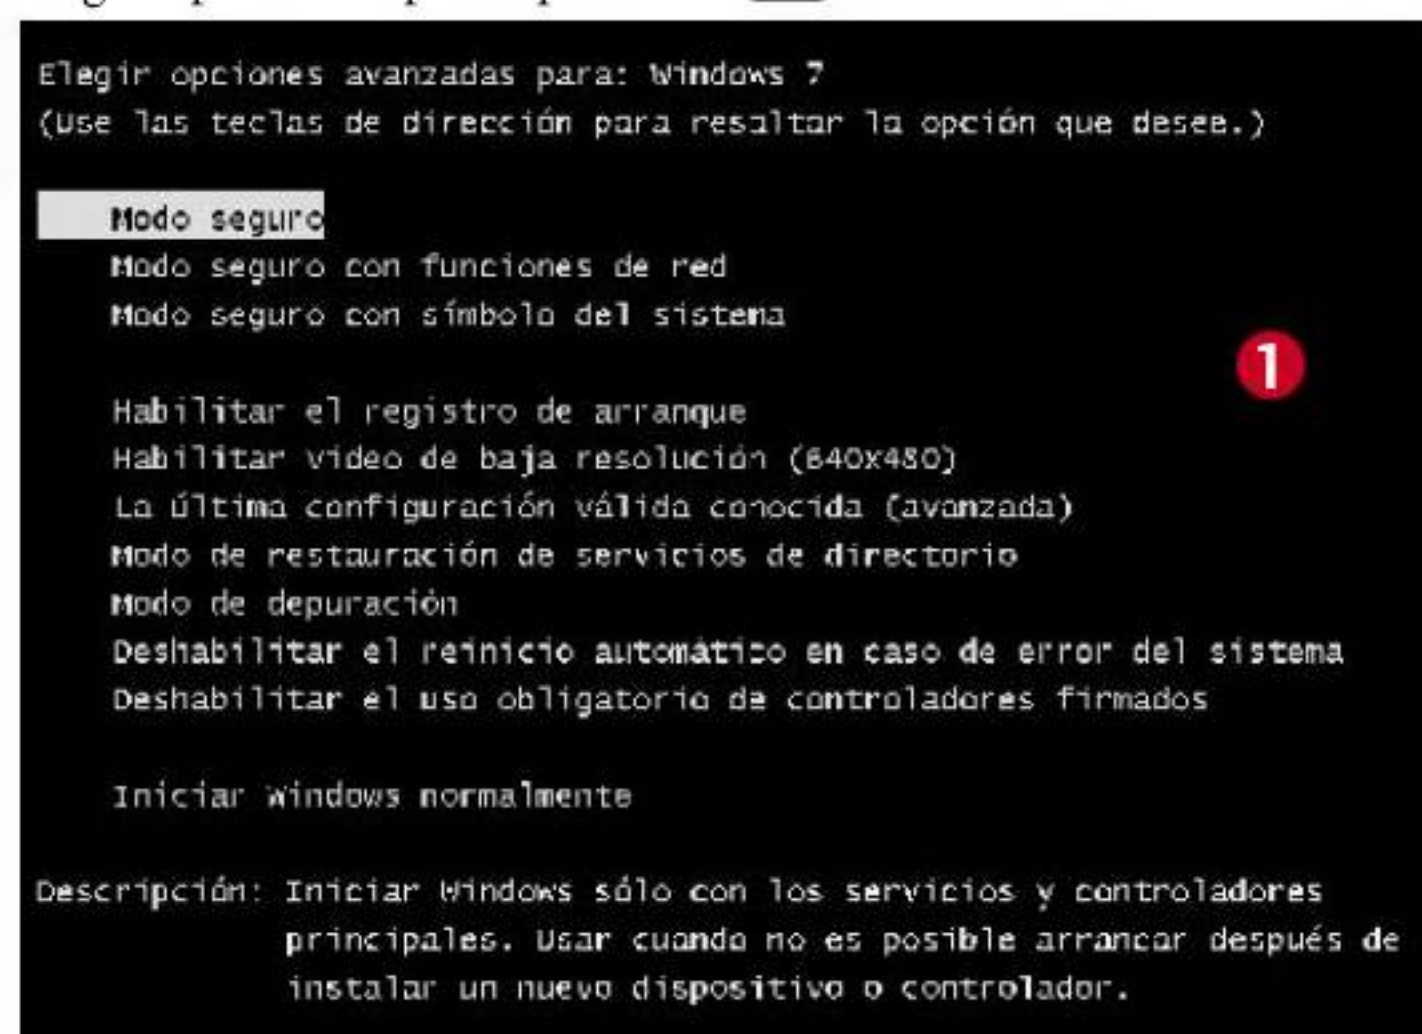 Elegir opciones avanzadas para: Windows 7
(Use las teclas de dirección para resaltar la opción que desee.)
Modo seguro
Modo seguro con funciones de red
Modo seguro con símbolo del sistema
1
Habilitar el registro de arranque
Habilitar video de baja resolución (640x480)
La última configuración válida conocida (avanzada)
Modo de restauración de servicios de directorio
Modo de depuración
Deshabilitar el reinicio automático en caso de error del sistema
Deshabilitar el uso obligatorio de controladores firmados
Iniciar Windows normalmente
Descripción: Iniciar Windows sólo con los servicios y controladores
principales. Usar cuando no es posible arrancar después de
instalar un nuevo dispositivo o controlador.